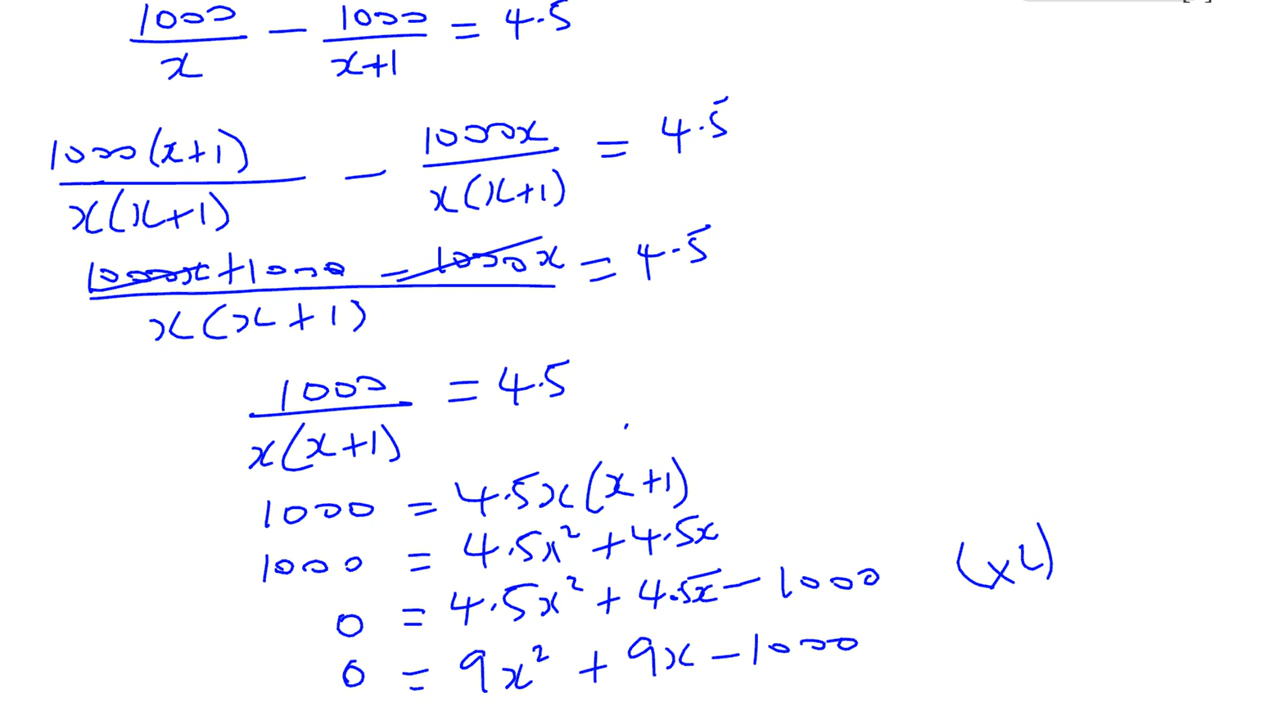 1000/x - 1000/x+1 = 4.5
1000(x+1)/x(x+1) - 1000x/x(x+1) = 4.5
1000x+1000 - 1000x/x(x+1) = 4.5
1000/x(x+1) = 4.5
1000 = 4.5x(x+1)
1000 = 4.5x² + 4.5x
0 = 4.5x² + 4.5x - 1000 (x2)
0 = 9x² + 9x - 1000